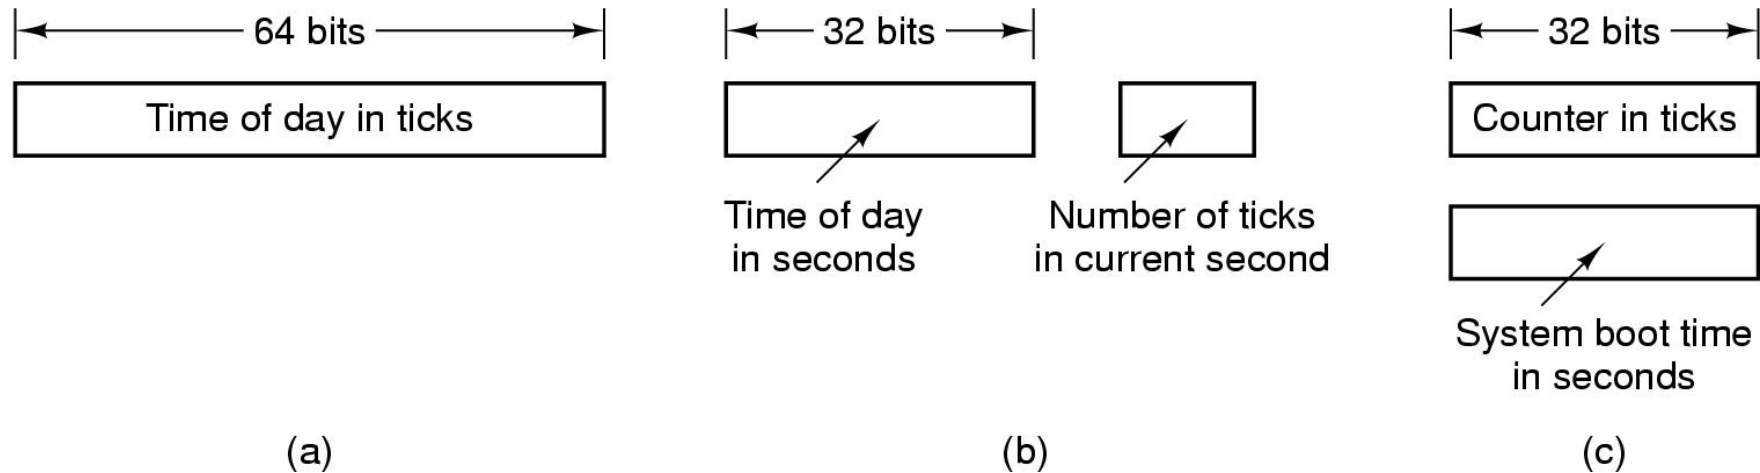 64 bits
Time of day in ticks
(a)
32 bits
Time of day
in seconds
Number of ticks
in current second
(b)
32 bits
Counter in ticks
System boot time
in seconds
(c)